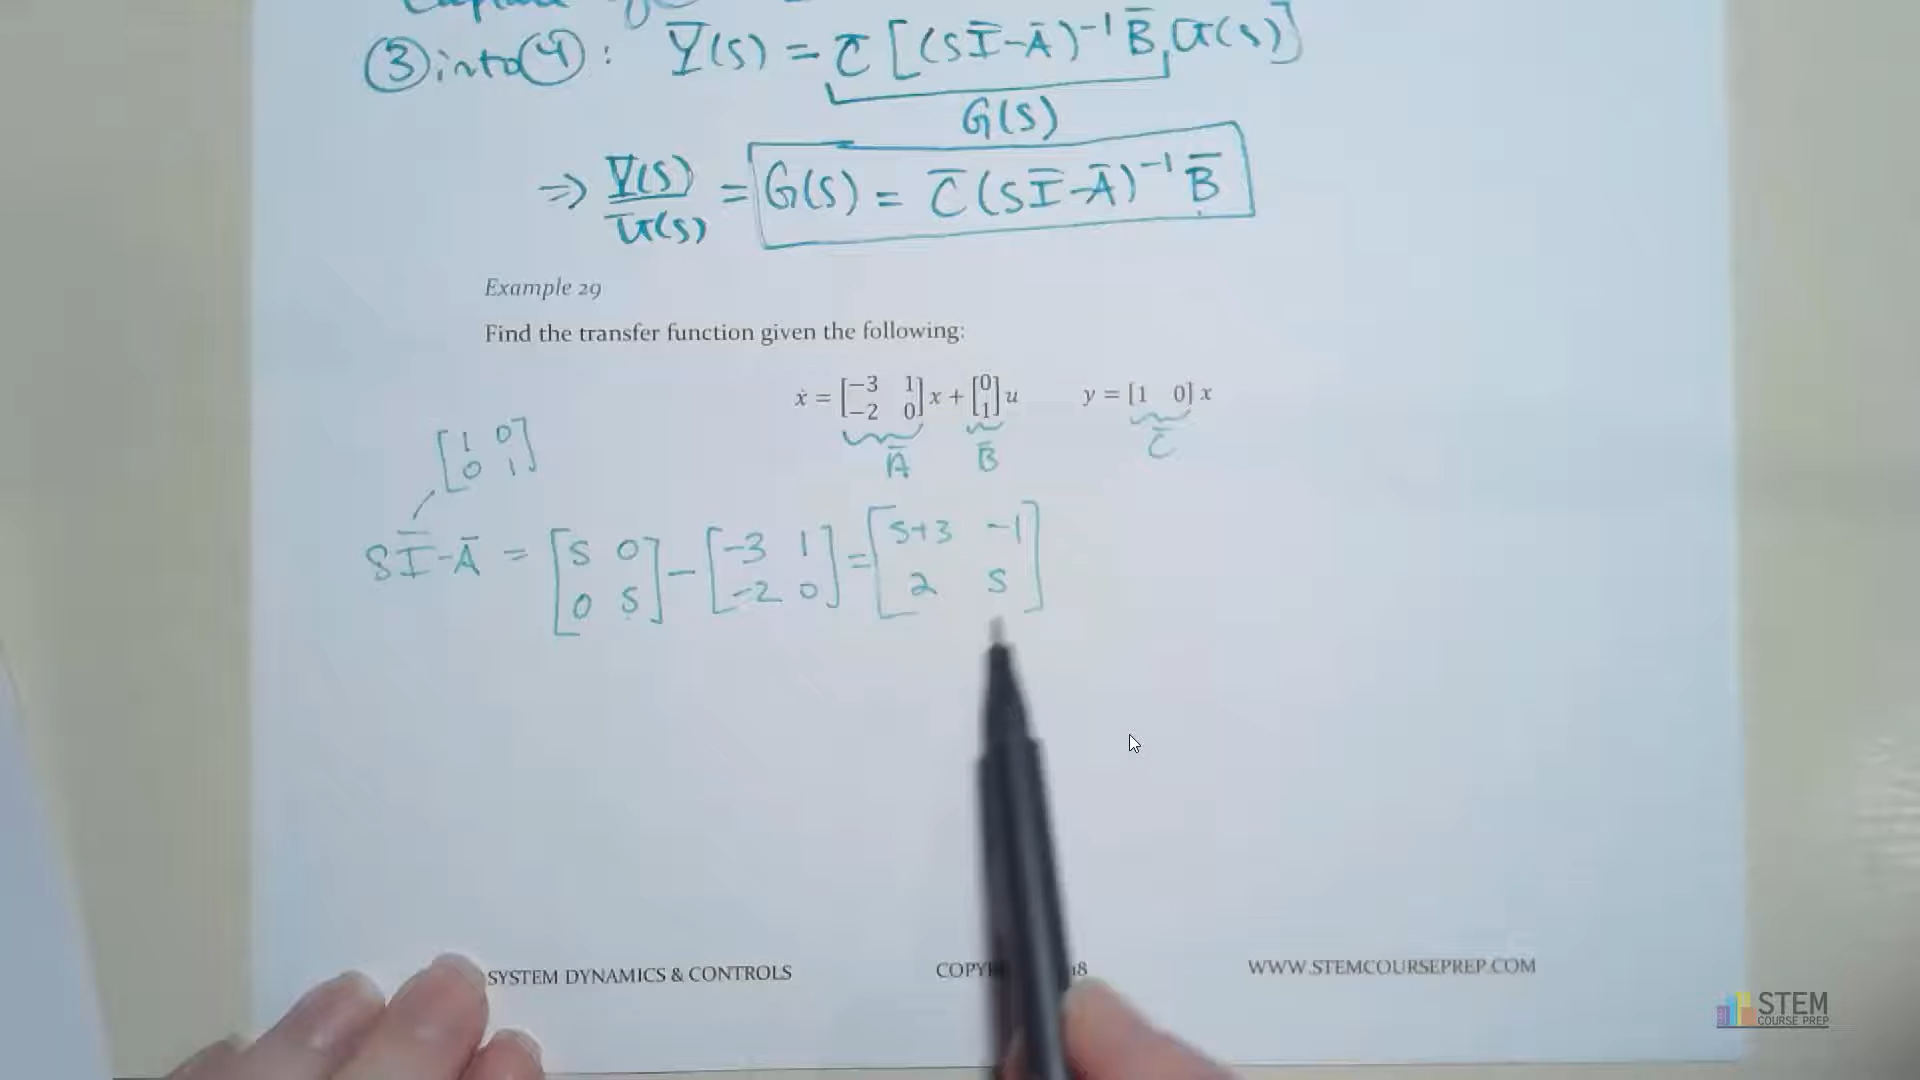 ③ into ④ : Y̅(s) = C̅ [(sI̅-A̅)⁻¹ B̅ U(s)]
G(s)
⇒ Y̅(s)/U̅(s) = G(s) = C̅(sI̅-A̅)⁻¹ B̅
Example 29
Find the transfer function given the following:
ẋ = [−3 1; −2 0] x + [0; 1] u y = [1 0] x
A̅ B̅ C̅
[1 0; 0 1]
sI̅-A̅ = [s 0; 0 s] − [-3 1; -2 0] = [s+3 -1; 2 s]
SYSTEM DYNAMICS & CONTROLS
WWW.STEMCOURSEPREP.COM
STEM
COURSE PREP